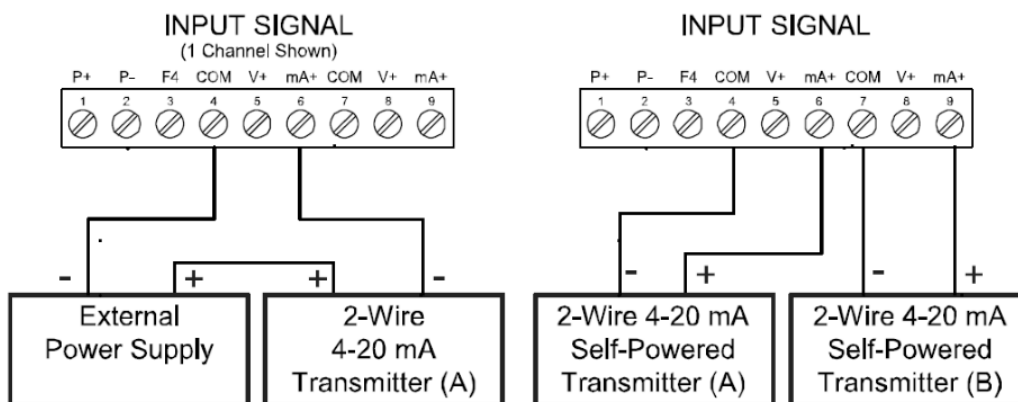 INPUT SIGNAL
(1 Channel Shown)
P+ P- F4 COM V+ mA+ COM V+ mA+
1 2 3 4 5 6 7 8 9
- + + -
External
Power Supply
2-Wire
4-20 mA
Transmitter (A)
INPUT SIGNAL
P+ P- F4 COM V+ mA+ COM V+ mA+
1 2 3 4 5 6 7 8 9
- + - +
2-Wire 4-20 mA
Self-Powered
Transmitter (A)
2-Wire 4-20 mA
Self-Powered
Transmitter (B)